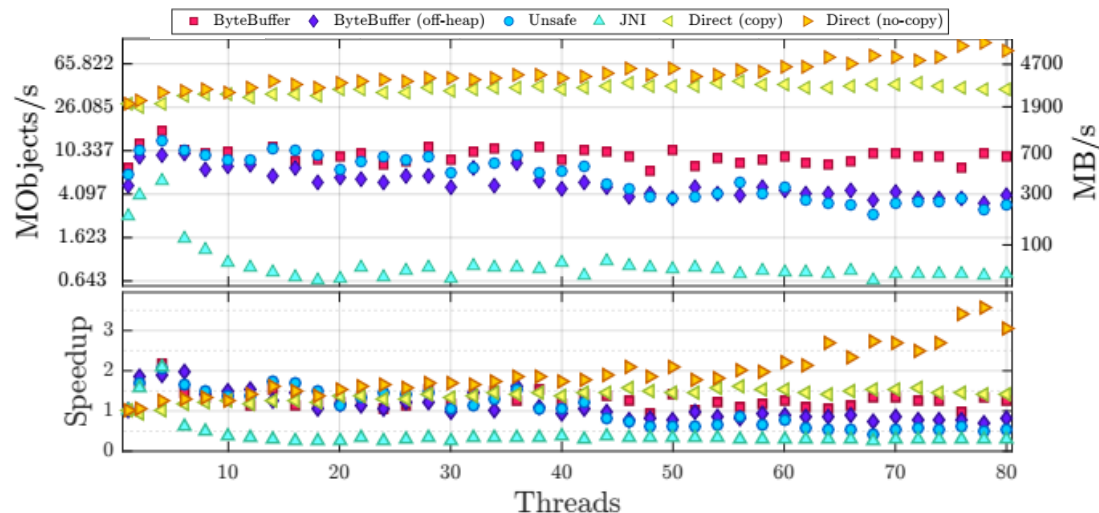 ByteBuffer ByteBuffer (off-heap) Unsafe JNI Direct (copy) Direct (no-copy)
MObjects/s
65.822
26.085
10.337
4.097
1.623
0.643
4700
1900
700
300
100
MB/s
Speedup
3
2
1
0
10 20 30 40 50 60 70 80
Threads